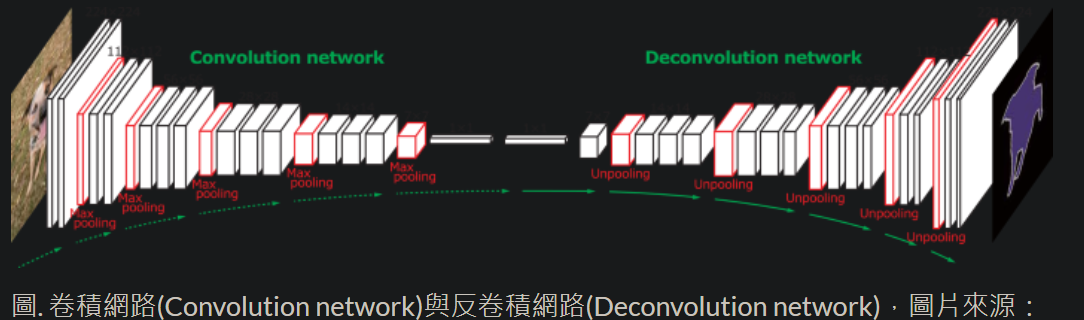 Convolution network
Deconvolution network
Max
pooling
Max
pooling
Max
pooling
Max
pooling
Max
pooling
Unpooling
Unpooling
Unpooling
Unpooling
Unpooling
圖. 卷積網路(Convolution network)與反卷積網路(Deconvolution network)，圖片來源：